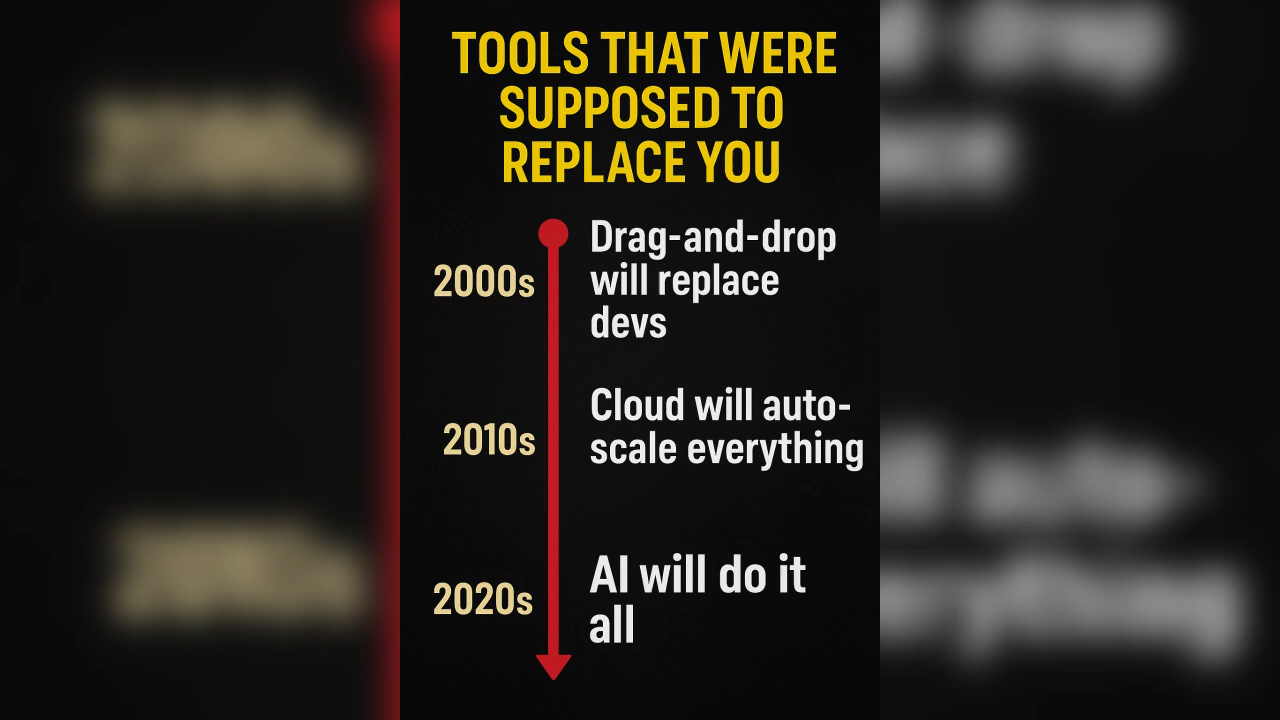 TOOLS THAT WERE
SUPPOSED TO
REPLACE YOU
2000s
Drag-and-drop
will replace
devs
2010s
Cloud will auto-
scale everything
2020s
AI will do it
all